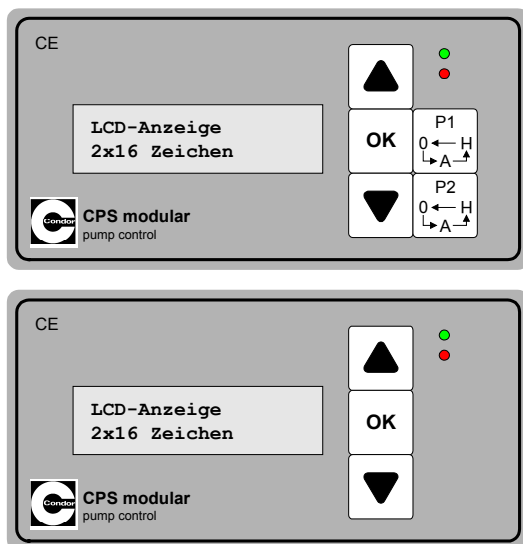 CE
LCD-Anzeige
2x16 Zeichen
OK
P1
0 H
A
P2
0 H
A
Condor
CPS modular
pump control
CE
LCD-Anzeige
2x16 Zeichen
OK
Condor
CPS modular
pump control